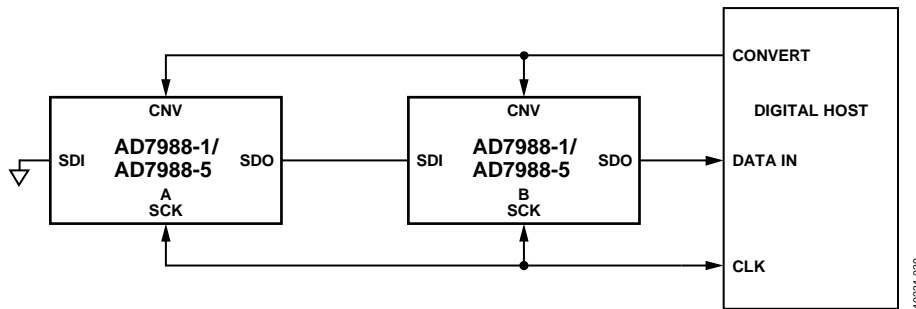 CONVERT
CNV
CNV
DIGITAL HOST
AD7988-1/
AD7988-5
AD7988-1/
AD7988-5
SDI
SDO
SDI
SDO
DATA IN
A
SCK
B
SCK
CLK